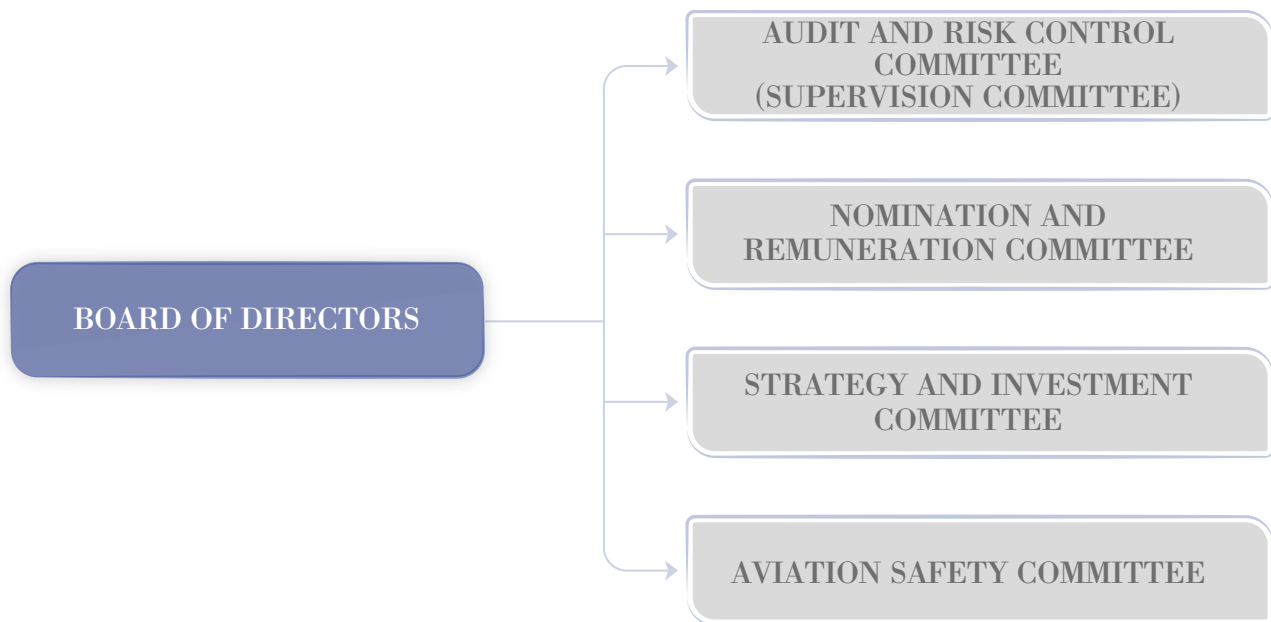 BOARD OF DIRECTORS
AUDIT AND RISK CONTROL
COMMITTEE
(SUPERVISION COMMITTEE)
NOMINATION AND
REMUNERATION COMMITTEE
STRATEGY AND INVESTMENT
COMMITTEE
AVIATION SAFETY COMMITTEE